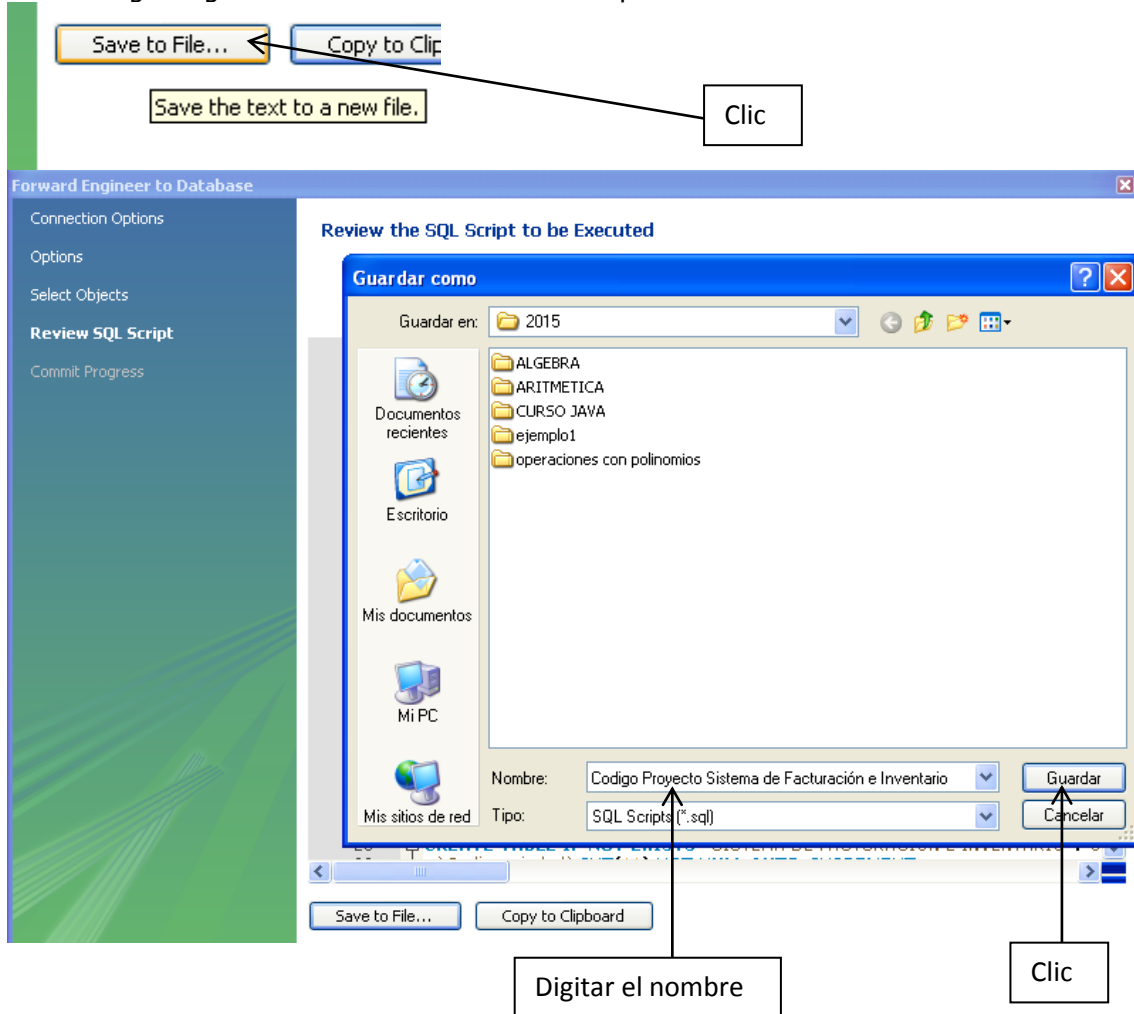 Save to File...
Copy to Clip
Save the text to a new file.
Clic
Forward Engineer to Database
Connection Options
Options
Select Objects
Review SQL Script
Commit Progress
Review the SQL Script to be Executed
Guardar como
Guardar en:
2015
Documentos
recientes
Escritorio
Mis documentos
Mi PC
Mis sitios de red
ALGEBRA
ARITMETICA
CURSO JAVA
ejemplo1
operaciones con polinomios
Nombre:
Codigo Proyecto Sistema de Facturación e Inventario
Guardar
Tipo:
SQL Scripts (*.sql)
Cancelar
Save to File...
Copy to Clipboard
Digitar el nombre
Clic